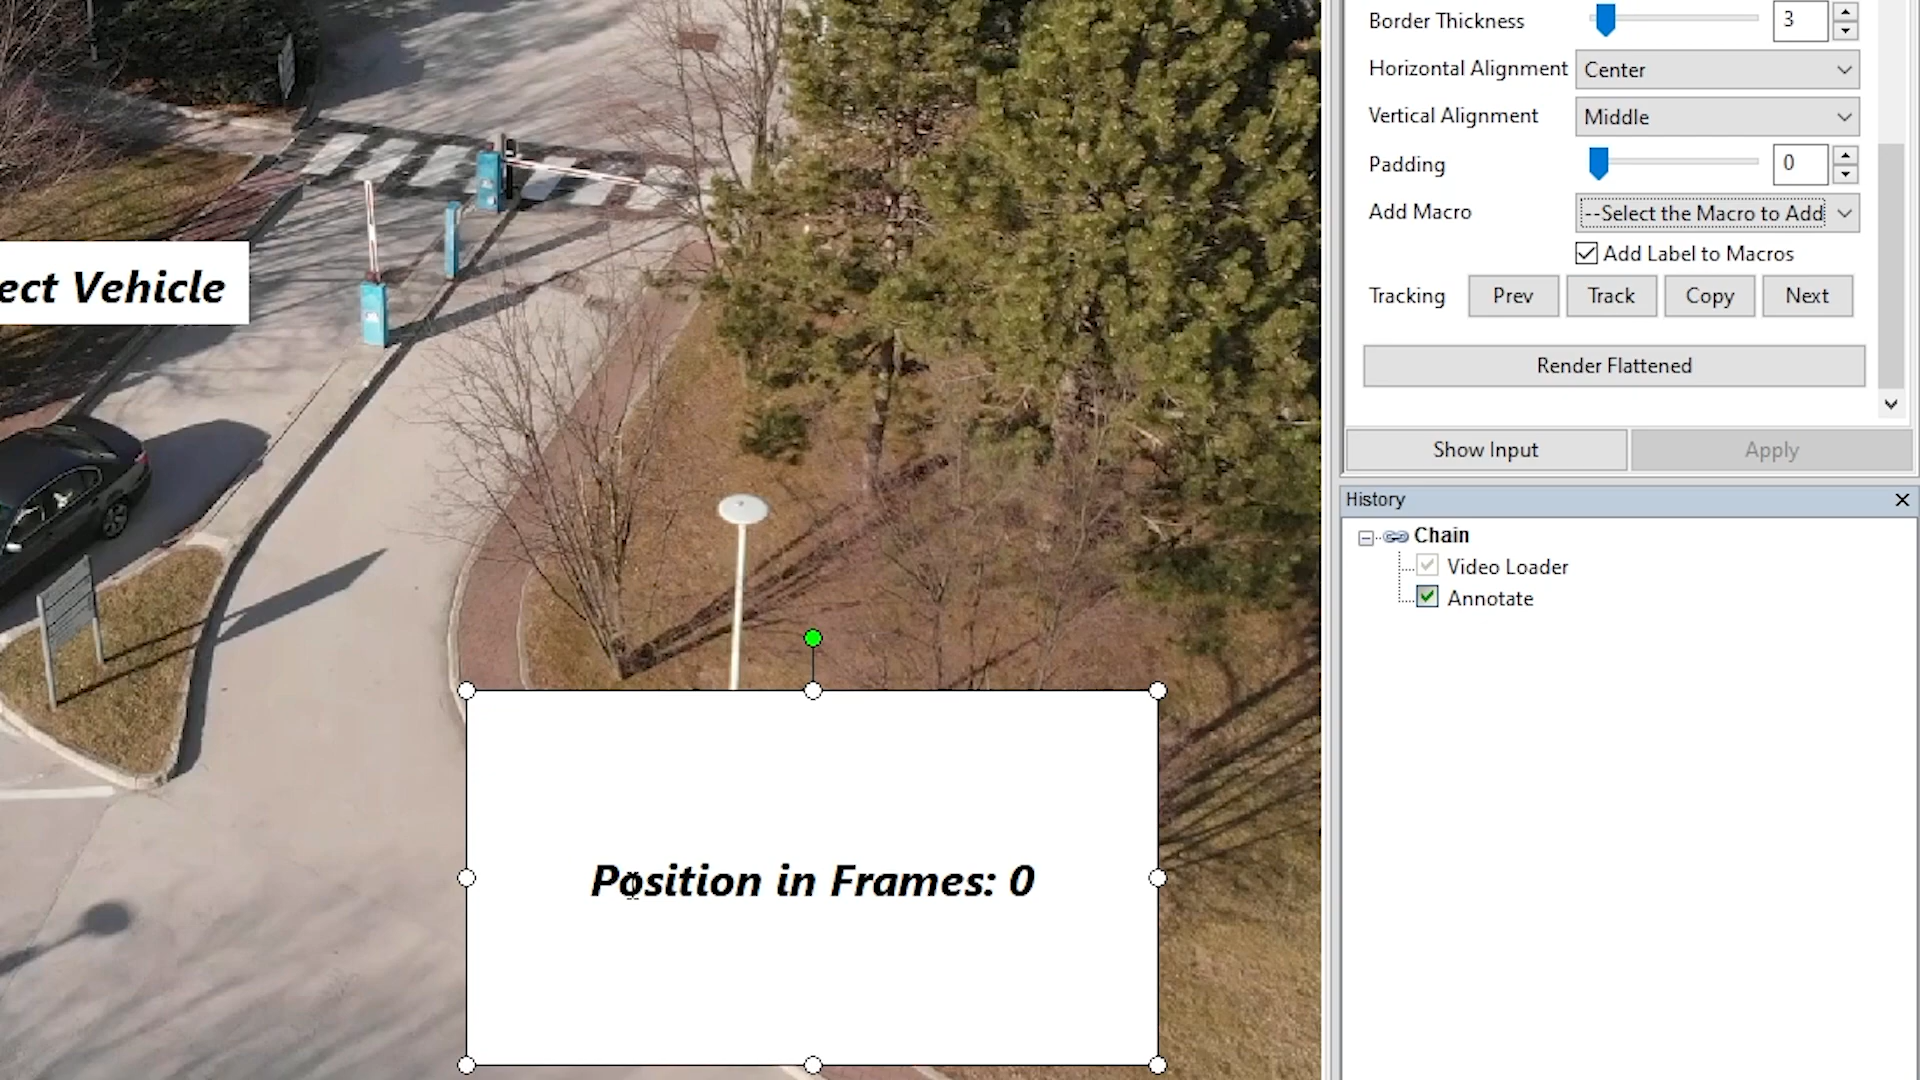 ect Vehicle
Position in Frames: 0
Border Thickness 3
Horizontal Alignment Center
Vertical Alignment Middle
Padding 0
Add Macro --Select the Macro to Add
Add Label to Macros
Tracking Prev Track Copy Next
Render Flattened
Show Input Apply
History
Chain
Video Loader
Annotate